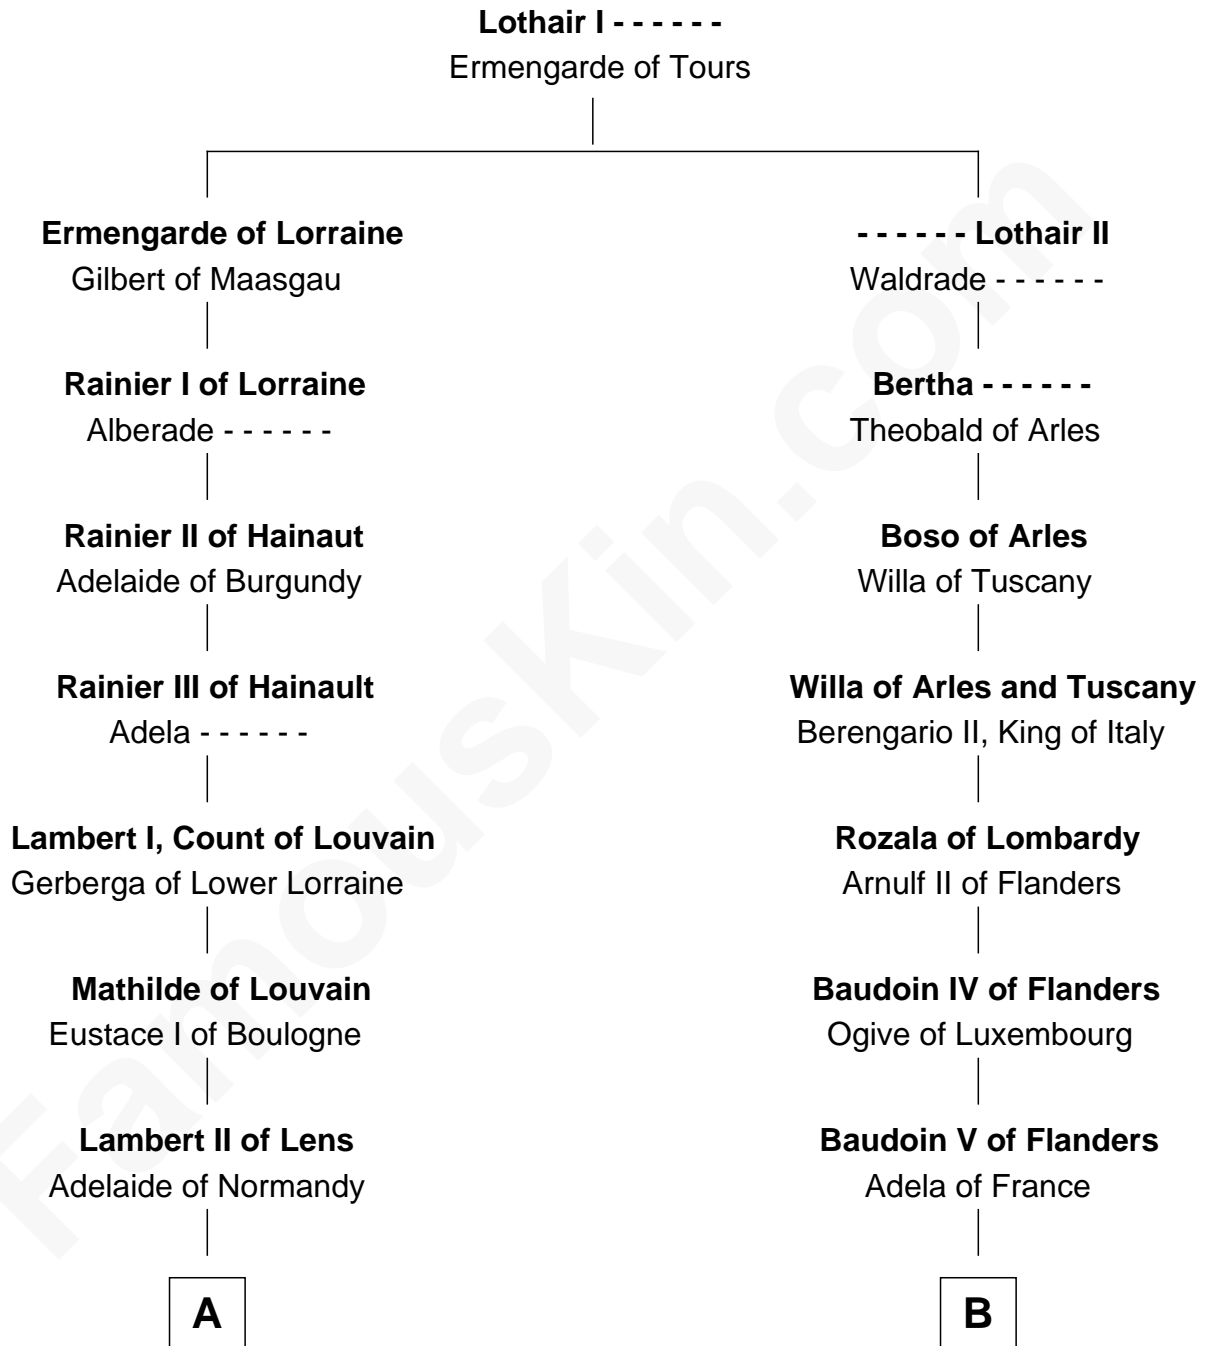 Lothair I - - - - - -
Ermengarde of Tours
Ermengarde of Lorraine
Gilbert of Maasgau
- - - - - - Lothair II
Waldrade - - - - - -
Rainier I of Lorraine
Alberade - - - - - -
Bertha - - - - - -
Theobald of Arles
Rainier II of Hainaut
Adelaide of Burgundy
Boso of Arles
Willa of Tuscany
Rainier III of Hainault
Adela - - - - - -
Willa of Arles and Tuscany
Berengario II, King of Italy
Lambert I, Count of Louvain
Gerberga of Lower Lorraine
Rozala of Lombardy
Arnulf II of Flanders
Mathilde of Louvain
Eustace I of Boulogne
Baudoin IV of Flanders
Ogive of Luxembourg
Lambert II of Lens
Adelaide of Normandy
Baudoin V of Flanders
Adela of France
A
B
FamousKin.com